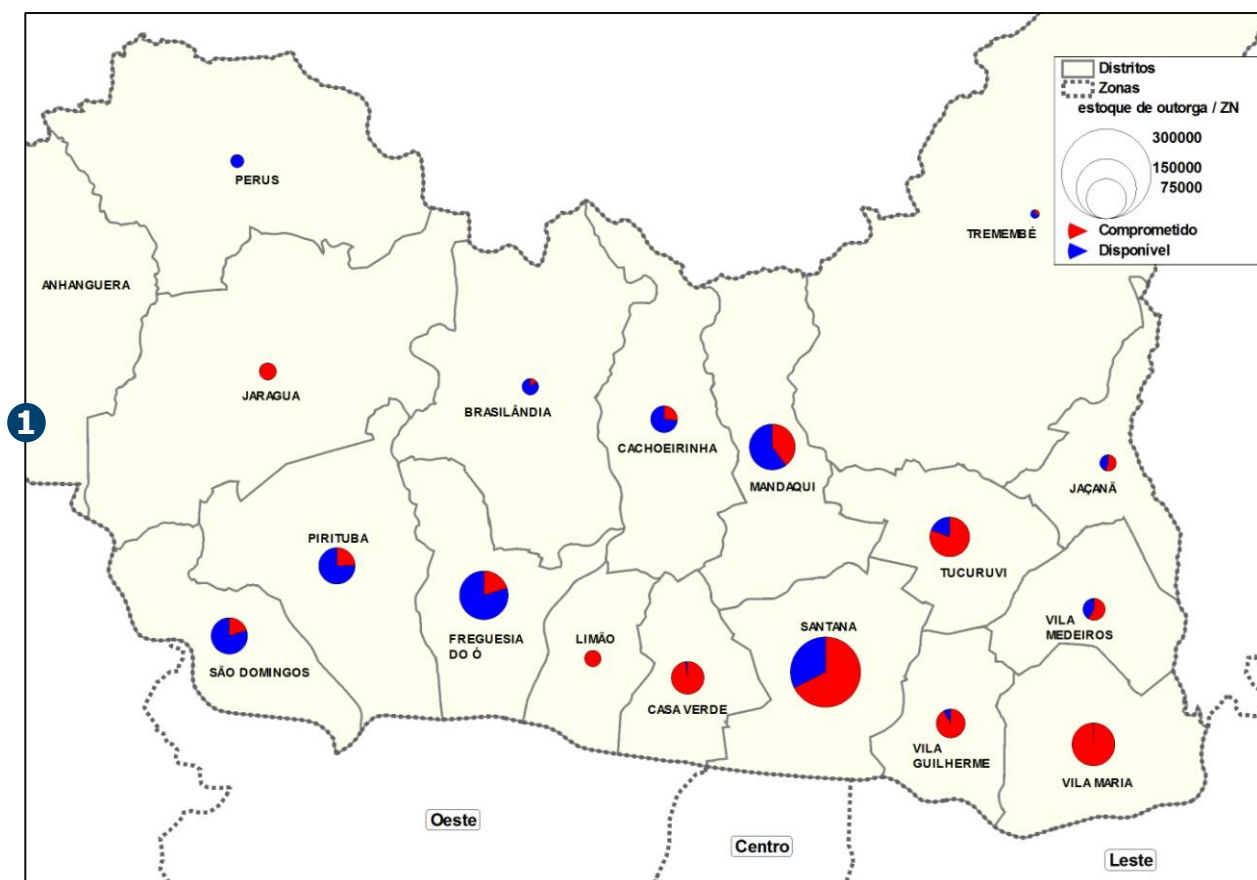 Distritos
Zonas
estoque de outorga / ZN
300000
150000
75000
Comprometido
Disponível
PERUS
TREMEMBÉ
ANHANGUERA
JARAGUA
BRASILÂNDIA
CACHOEIRINHA
1
MANDAQUI
JAÇANÃ
PIRITUBA
TUCURUVI
FREGUESIA
DO Ó
LIMÃO
SANTANA
VILA
MEDEIROS
SÃO DOMINGOS
CASA VERDE
VILA
GUILHERME
VILA MARIA
Oeste
Centro
Leste